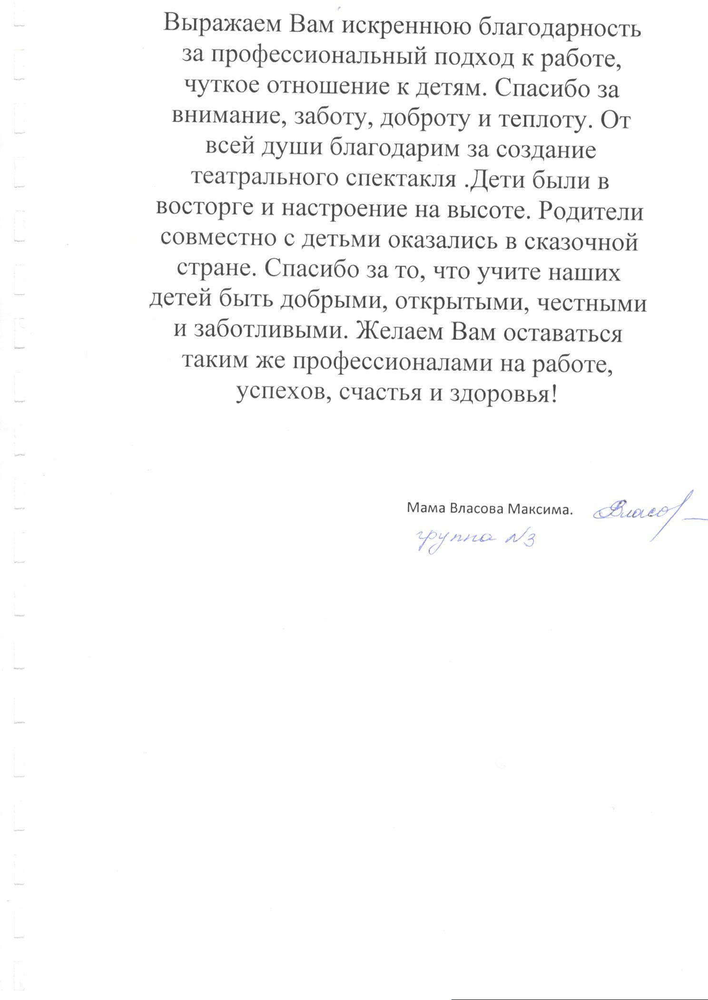 Выражаем Вам искреннюю благодарность
за профессиональный подход к работе,
чуткое отношение к детям. Спасибо за
внимание, заботу, доброту и теплоту. От
всей души благодарим за создание
театрального спектакля .Дети были в
восторге и настроение на высоте. Родители
совместно с детьми оказались в сказочной
стране. Спасибо за то, что учите наших
детей быть добрыми, открытыми, честными
и заботливыми. Желаем Вам оставаться
таким же профессионалами на работе,
успехов, счастья и здоровья!
Мама Власова Максима. Власо
группа N3